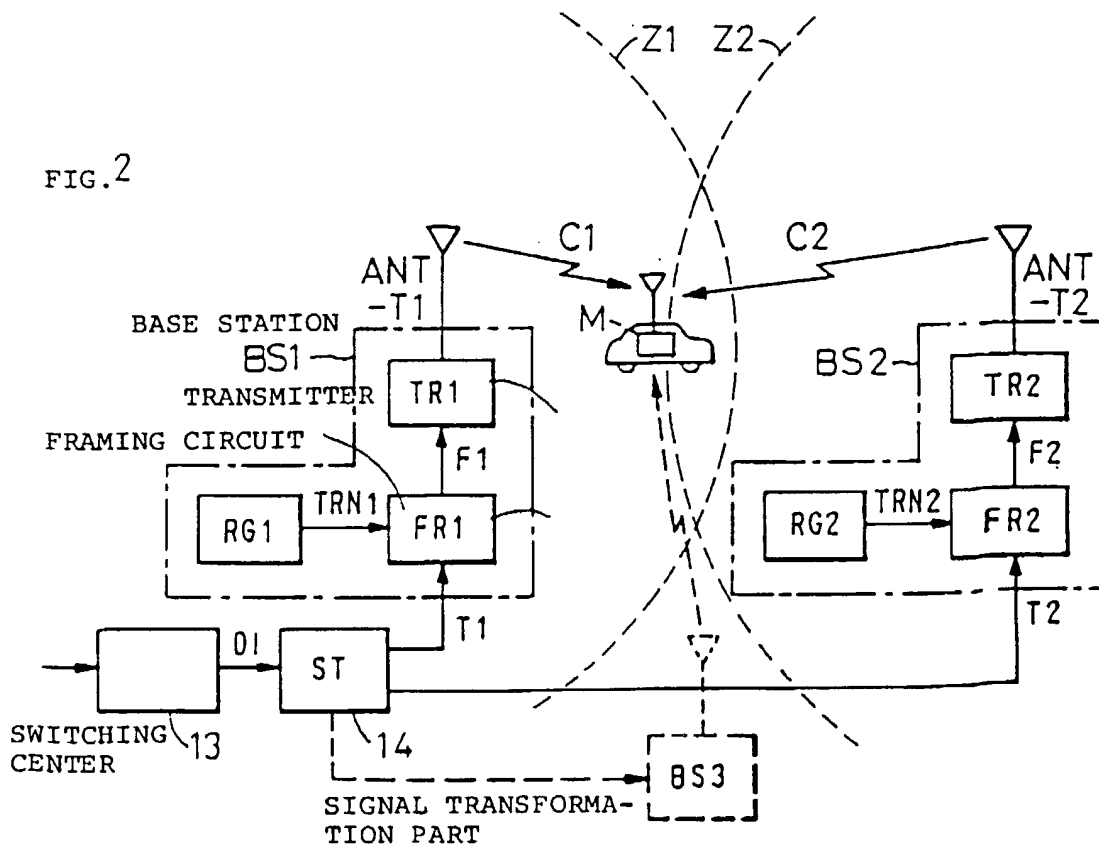 Z1 Z2
FIG.2
C1 C2
ANT
-T1
ANT
-T2
BASE STATION
BS1
M
BS2
TRANSMITTER
TR1
TR2
FRAMING CIRCUIT
F1
F2
RG1
TRN1
FR1
RG2
TRN2
FR2
T1
T2
DI
ST
SWITCHING
CENTER
13
14
BS3
SIGNAL TRANSFORMA-
TION PART